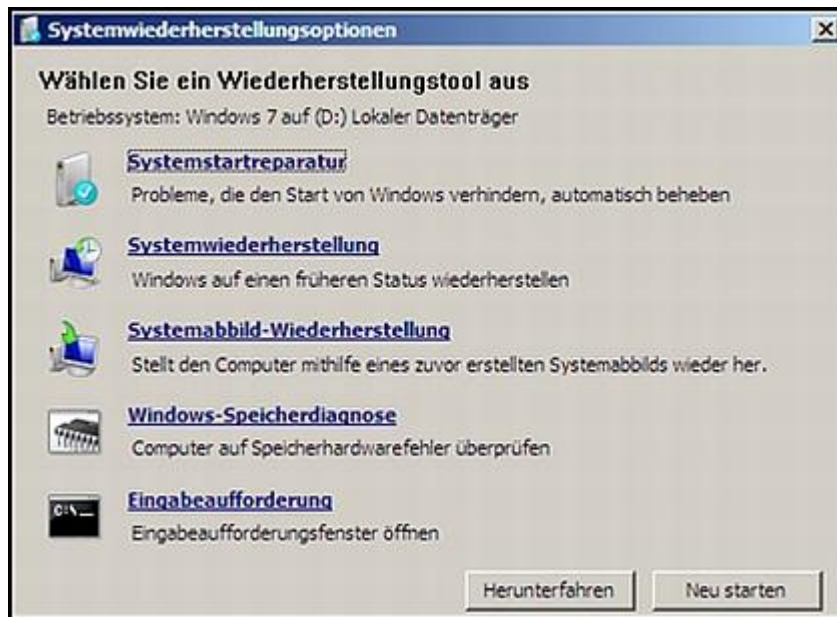 Systemwiederherstellungsoptionen
Wählen Sie ein Wiederherstellungstool aus
Betriebssystem: Windows 7 auf (D:) Lokaler Datenträger
Systemstartreparatur
Probleme, die den Start von Windows verhindern, automatisch beheben
Systemwiederherstellung
Windows auf einen früheren Status wiederherstellen
Systemabbild-Wiederherstellung
Stellt den Computer mithilfe eines zuvor erstellten Systemabbilds wieder her.
Windows-Speicherdiagnose
Computer auf Speicherhardwarefehler überprüfen
C:\_
Eingabeaufforderung
Eingabeaufforderungsfenster öffnen
Herunterfahren
Neu starten